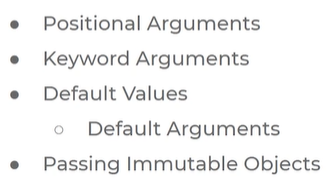 Positional Arguments
Keyword Arguments
Default Values
Default Arguments
Passing Immutable Objects